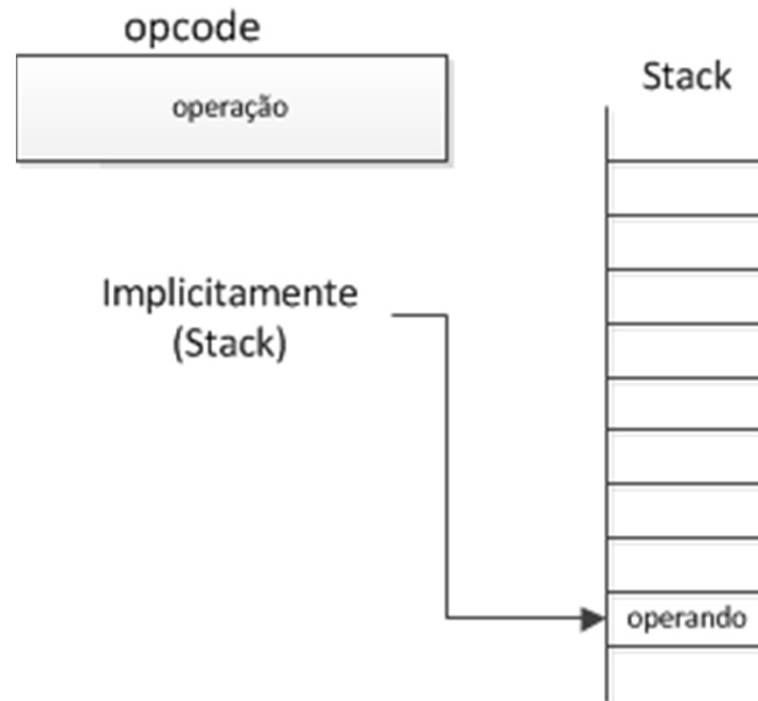 opcode
operação
Stack
Implicitamente
(Stack)
operando